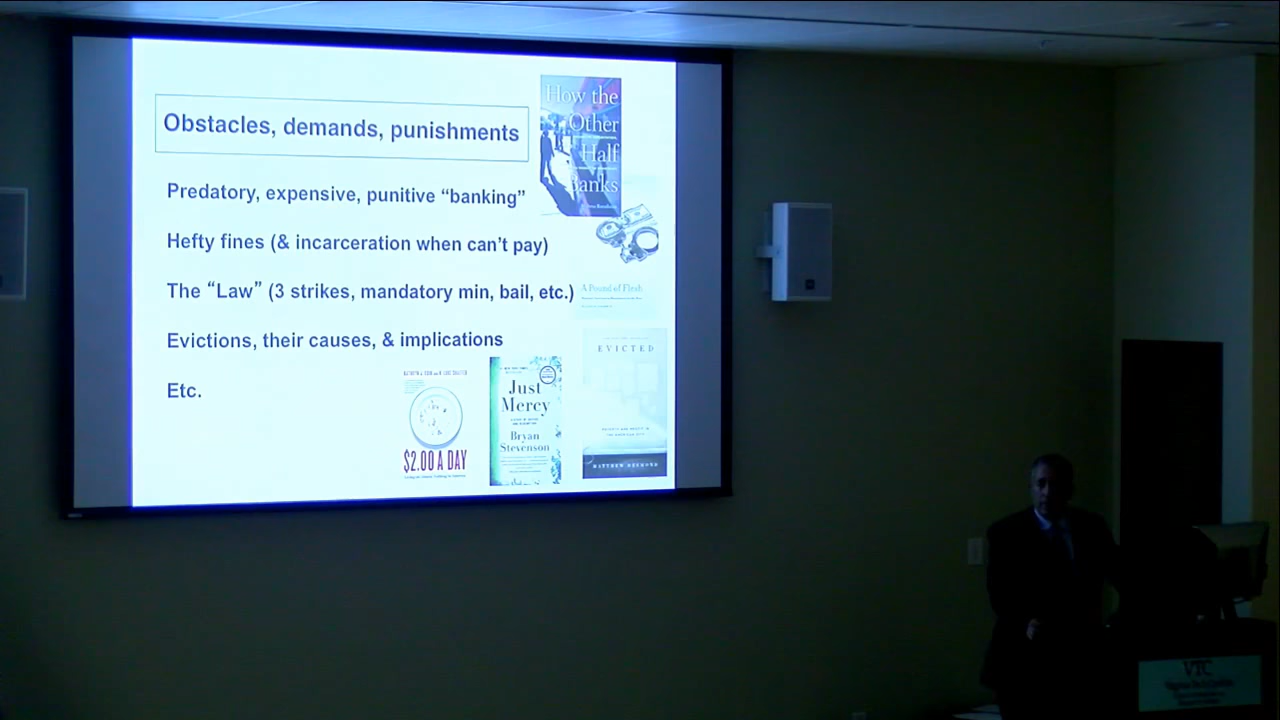 Obstacles, demands, punishments
Predatory, expensive, punitive “banking”
Hefty fines (& incarceration when can’t pay)
The “Law” (3 strikes, mandatory min, bail, etc.)
Evictions, their causes, & implications
Etc.
How the
Other
Half
Banks
A Pound of Flesh
$2.00 A DAY
Just
Mercy
Bryan
Stevenson
EVICTED
MATTHEW DESMOND
VTC